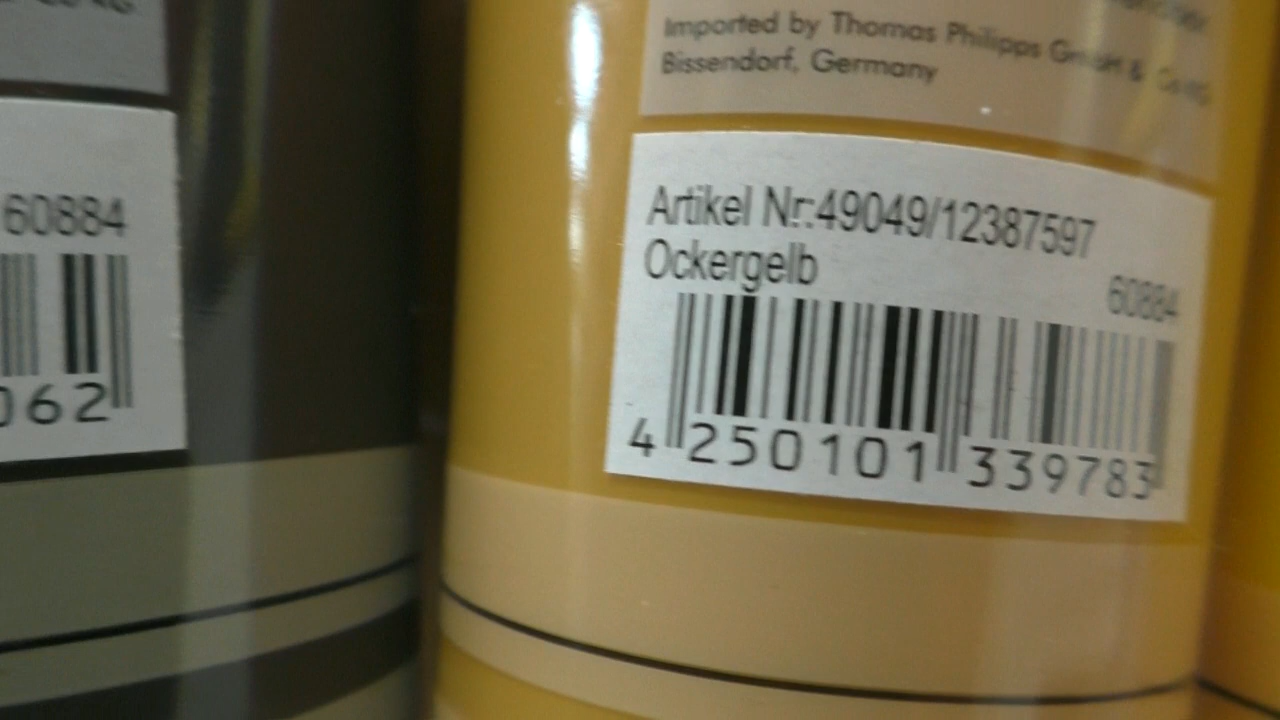 60884
062
Imported by Thomas Philipps GmbH & Co KG
Bissendorf, Germany
Artikel Nr.:49049/12387597
Ockergelb
60884
4 250101 339783